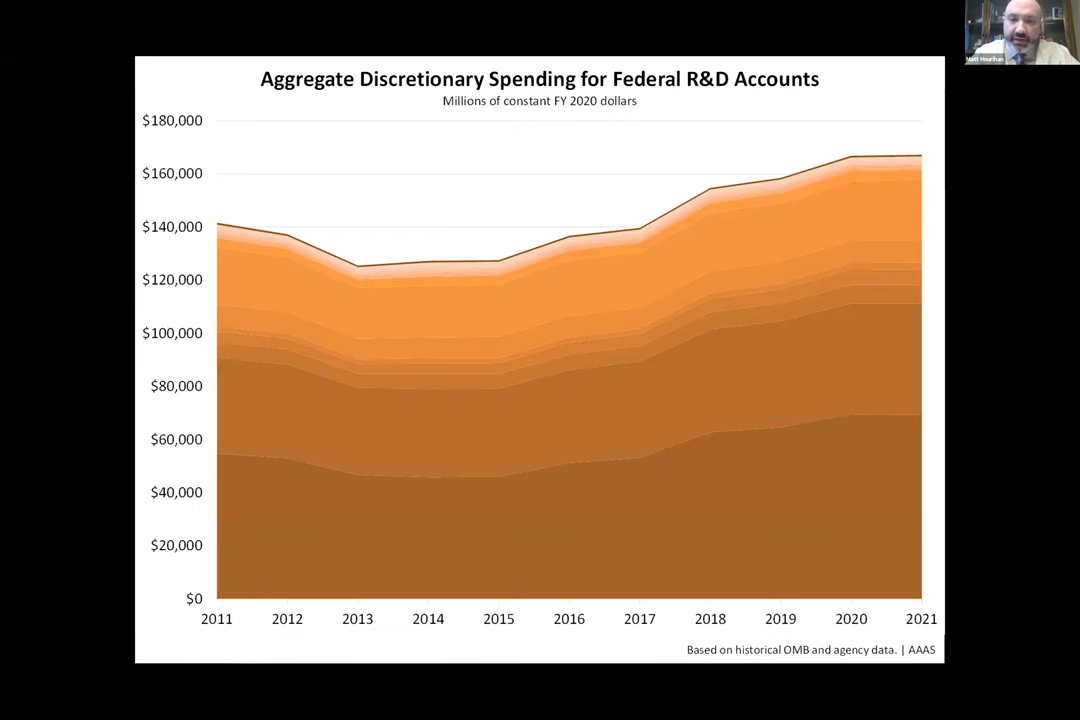 Matt Hourihan
Aggregate Discretionary Spending for Federal R&D Accounts
Millions of constant FY 2020 dollars
$180,000
$160,000
$140,000
$120,000
$100,000
$80,000
$60,000
$40,000
$20,000
$0
2011 2012 2013 2014 2015 2016 2017 2018 2019 2020 2021
Based on historical OMB and agency data. | AAAS